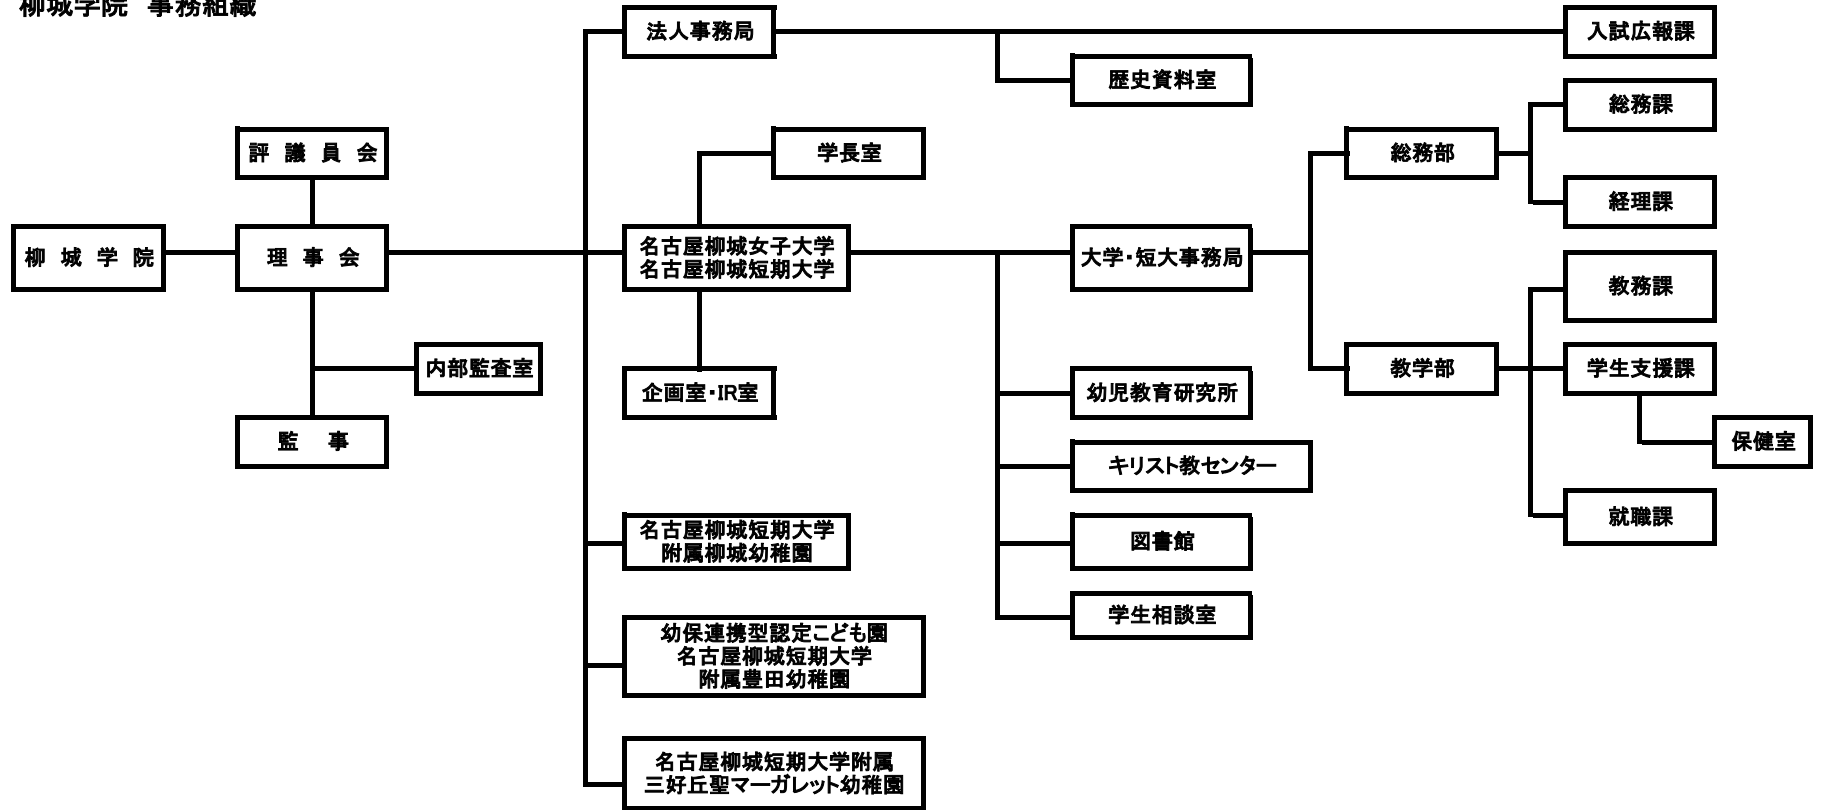 柳城学院　事務組織
法人事務局
入試広報課
歴史資料室
総務課
評　議　員　会
学長室
総務部
経理課
柳　城　学　院
理　事　会
名古屋柳城女子大学
名古屋柳城短期大学
大学・短大事務局
教務課
内部監査室
企画室・IR室
幼児教育研究所
教学部
学生支援課
監　　事
キリスト教センター
保健室
名古屋柳城短期大学
附属柳城幼稚園
図書館
就職課
学生相談室
幼保連携型認定こども園
名古屋柳城短期大学
附属豊田幼稚園
名古屋柳城短期大学附属
三好丘聖マーガレット幼稚園